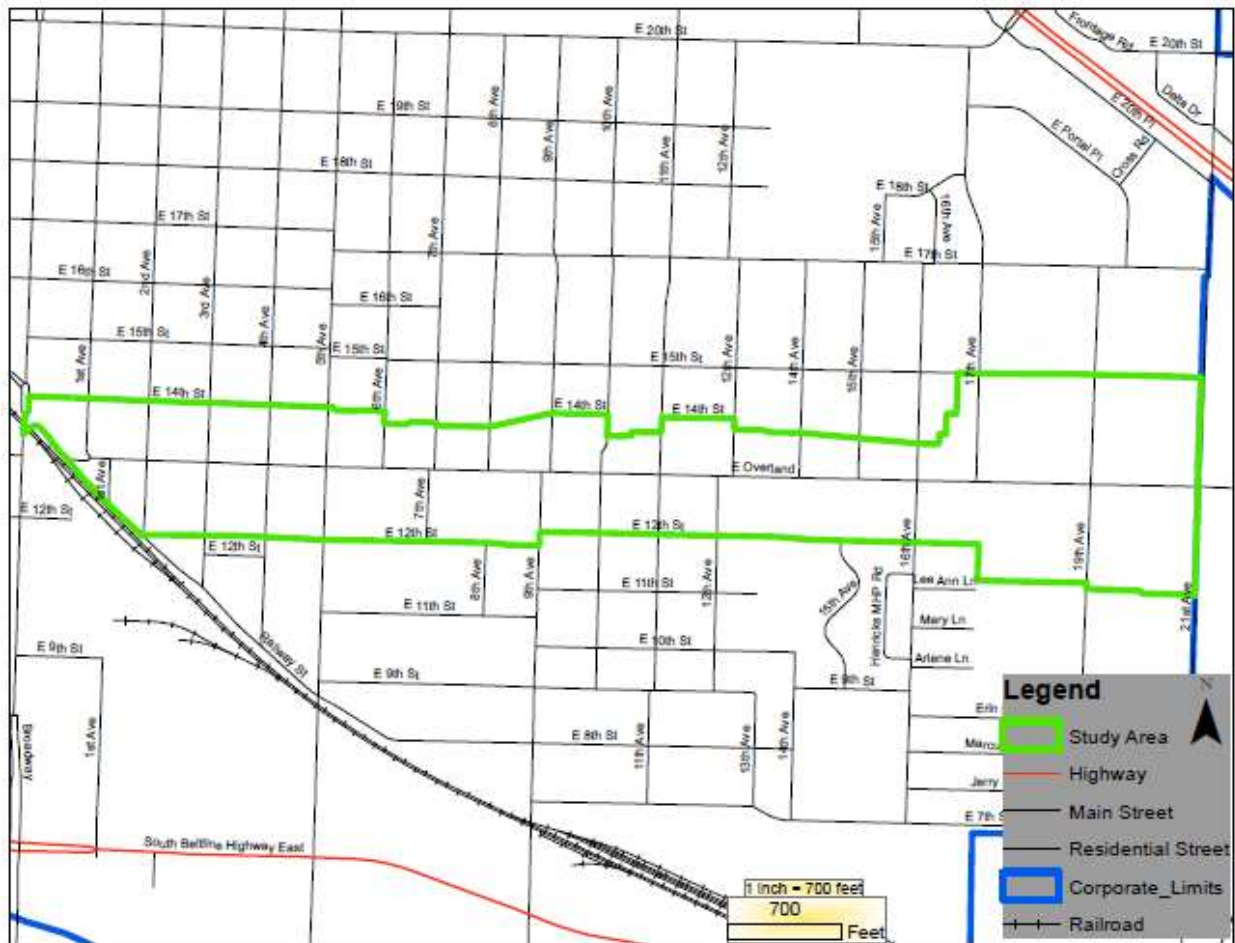 E 20th St
Frontage Rd
E 20th St
Delta Dr
E 20th Pl
E 19th St
8th Ave
10th Ave
9th Ave
11th Ave
12th Ave
E Portal Pl
Cross Rd
E 18th St
E 18th St
16th Ave
15th Ave
E 17th St
7th Ave
E 17th St
E 16th St
2nd Ave
3rd Ave
E 16th St
4th Ave
5th Ave
E 15th St
1st Ave
E 15th St
E 15th St
12th Ave
14th Ave
15th Ave
17th Ave
E 14th St
6th Ave
E 14th St
E 14th St
E Overland
1st Ave
7th Ave
E 12th St
E 12th St
E 12th St
E 12th St
16th Ave
19th Ave
8th Ave
9th Ave
E 11th St
12th Ave
15th Ave
Henricks MHP Rd
Lee Ann Ln
21st Ave
E 11th St
Mary Ln
E 10th St
Railway St
E 9th St
Arlene Ln
E 9th St
E 9th St
Broadway
1st Ave
E 8th St
11th Ave
13th Ave
14th Ave
Erin
Jerry
E 7th S
South Beltline Highway East
1 inch = 700 feet
700
Feet
Legend
N
Study Area
Highway
Main Street
Residential Street
Corporate_Limits
Railroad